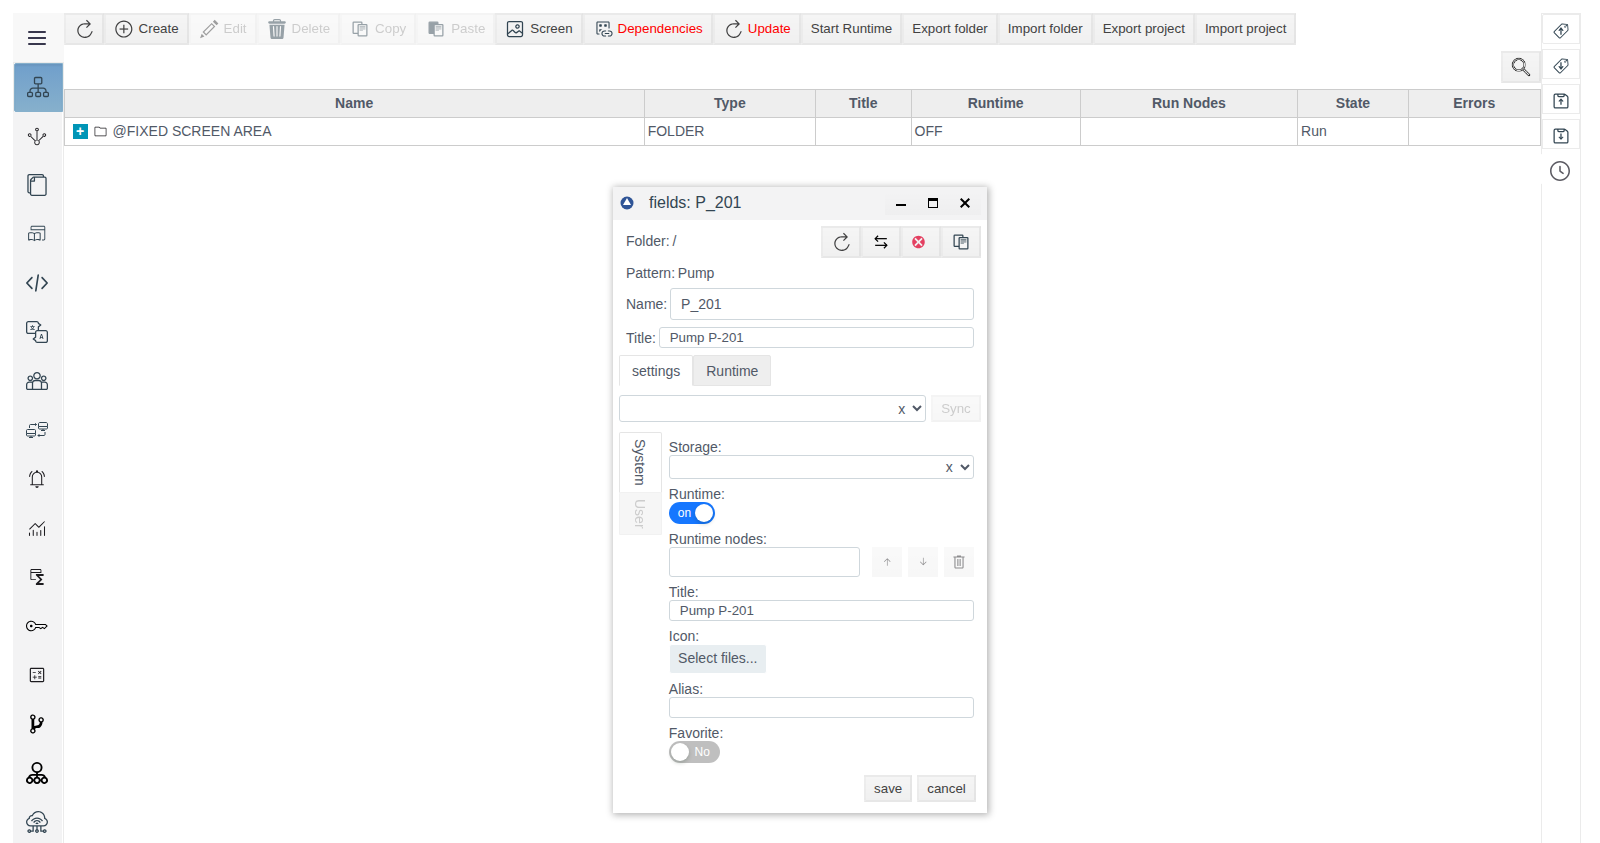 Create Edit Delete Copy Paste Screen Dependencies Update Start Runtime Export folder Import folder Export project Import project
Name Type Title Runtime Run Nodes State Errors
@FIXED SCREEN AREA FOLDER OFF Run
fields: P_201
Folder: /
Pattern: Pump
Name: P_201
Title: Pump P-201
settings Runtime
x Sync
System
User
Storage:
x
Runtime:
on
Runtime nodes:
Title:
Pump P-201
Icon:
Select files...
Alias:
Favorite:
No
save cancel